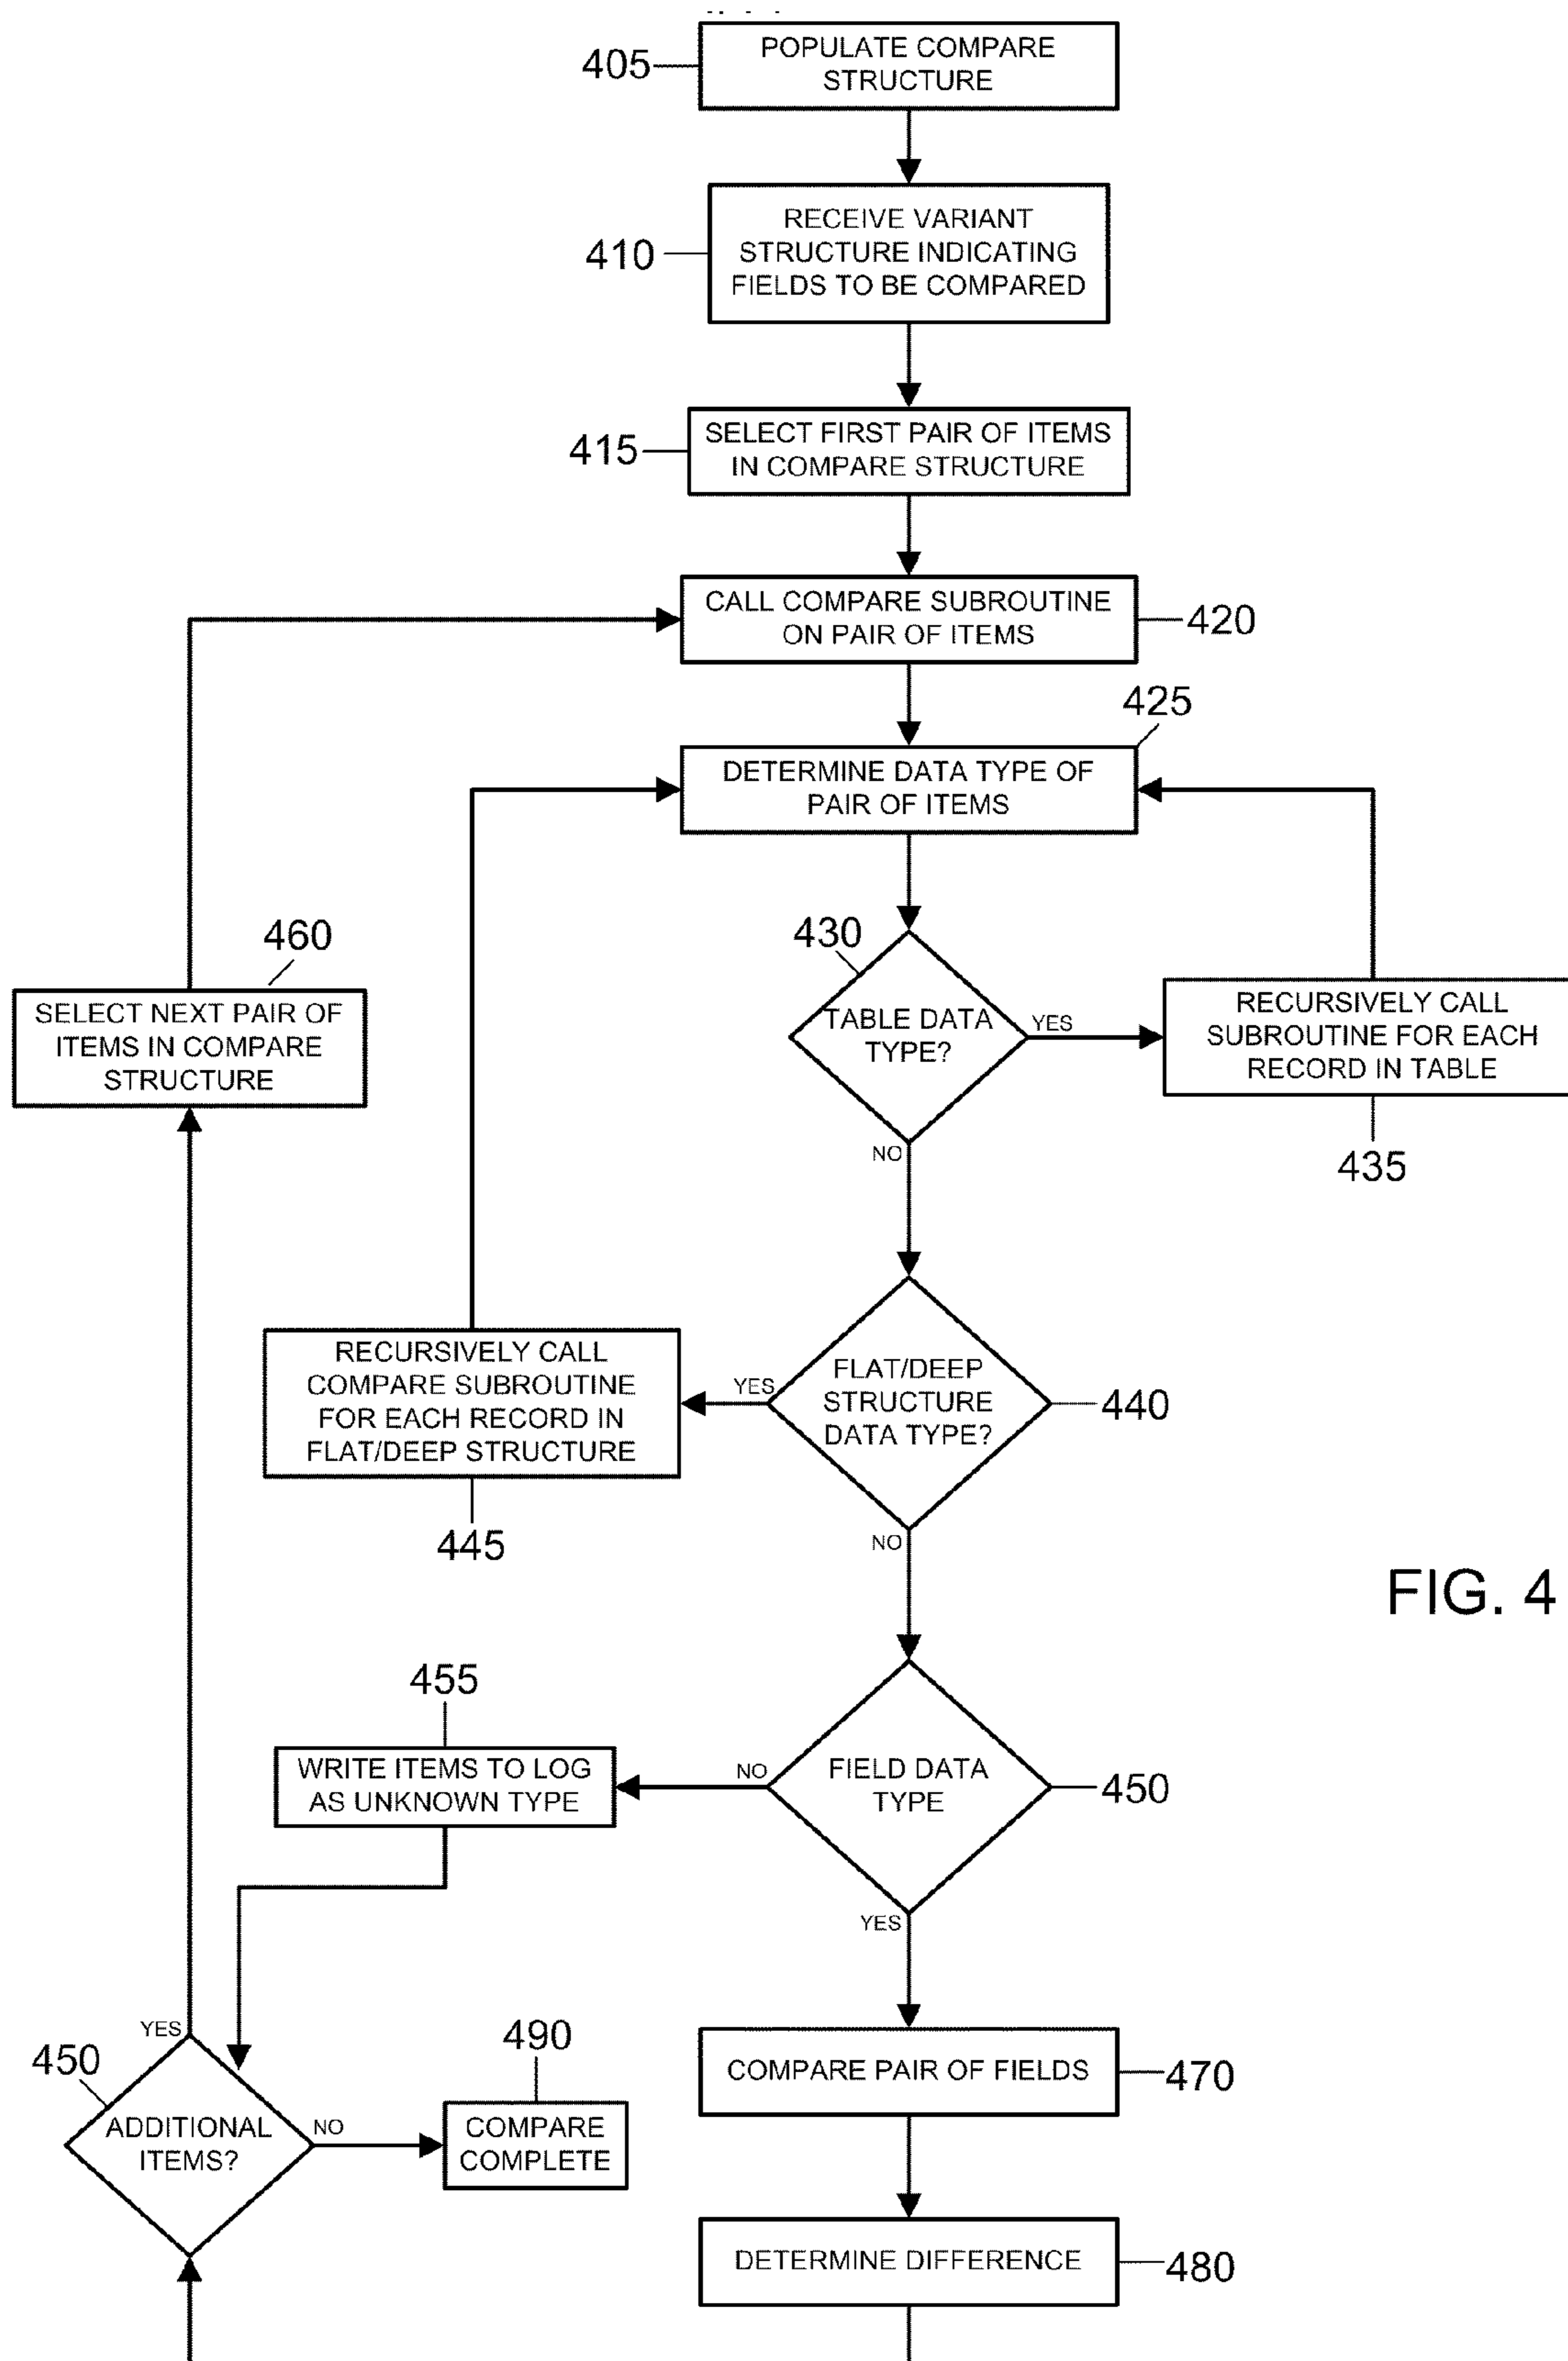 405
POPULATE COMPARE
STRUCTURE
410
RECEIVE VARIANT
STRUCTURE INDICATING
FIELDS TO BE COMPARED
415
SELECT FIRST PAIR OF ITEMS
IN COMPARE STRUCTURE
CALL COMPARE SUBROUTINE
ON PAIR OF ITEMS
420
425
DETERMINE DATA TYPE OF
PAIR OF ITEMS
460
SELECT NEXT PAIR OF
ITEMS IN COMPARE
STRUCTURE
430
TABLE DATA
TYPE?
YES
NO
RECURSIVELY CALL
SUBROUTINE FOR EACH
RECORD IN TABLE
435
RECURSIVELY CALL
COMPARE SUBROUTINE
FOR EACH RECORD IN
FLAT/DEEP STRUCTURE
445
YES
FLAT/DEEP
STRUCTURE
DATA TYPE?
440
NO
FIG. 4
455
WRITE ITEMS TO LOG
AS UNKNOWN TYPE
NO
FIELD DATA
TYPE
450
YES
YES
450
ADDITIONAL
ITEMS?
NO
490
COMPARE
COMPLETE
COMPARE PAIR OF FIELDS
470
DETERMINE DIFFERENCE
480